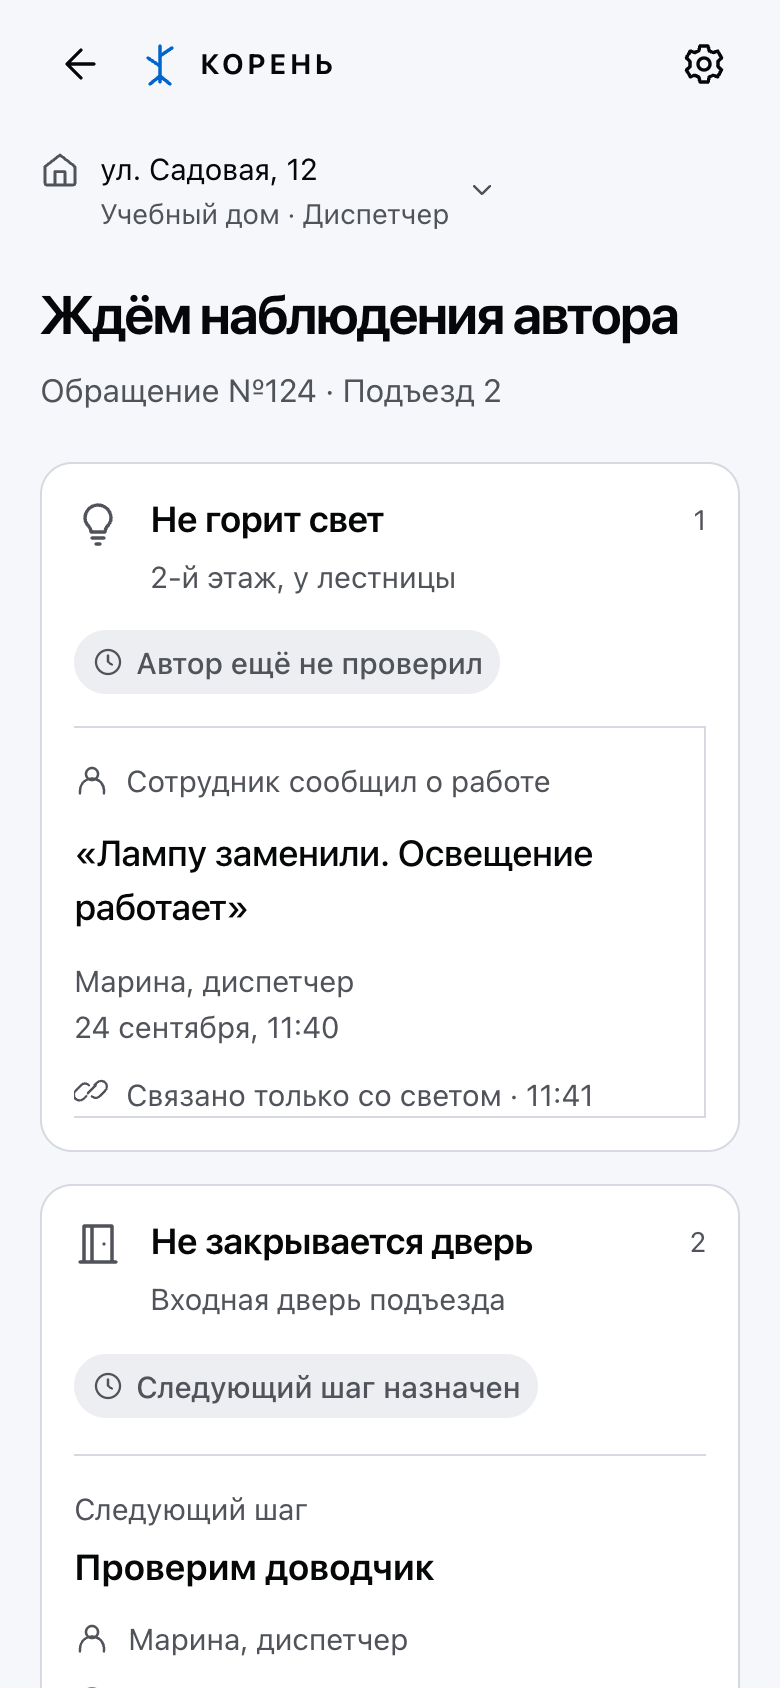 КОРЕНЬ
ул. Садовая, 12
Учебный дом · Диспетчер
Ждём наблюдения автора
Обращение №124 · Подъезд 2
Не горит свет 1
2-й этаж, у лестницы
Автор ещё не проверил
Сотрудник сообщил о работе
«Лампу заменили. Освещение
работает»
Марина, диспетчер
24 сентября, 11:40
Связано только со светом · 11:41
Не закрывается дверь 2
Входная дверь подъезда
Следующий шаг назначен
Следующий шаг
Проверим доводчик
Марина, диспетчер